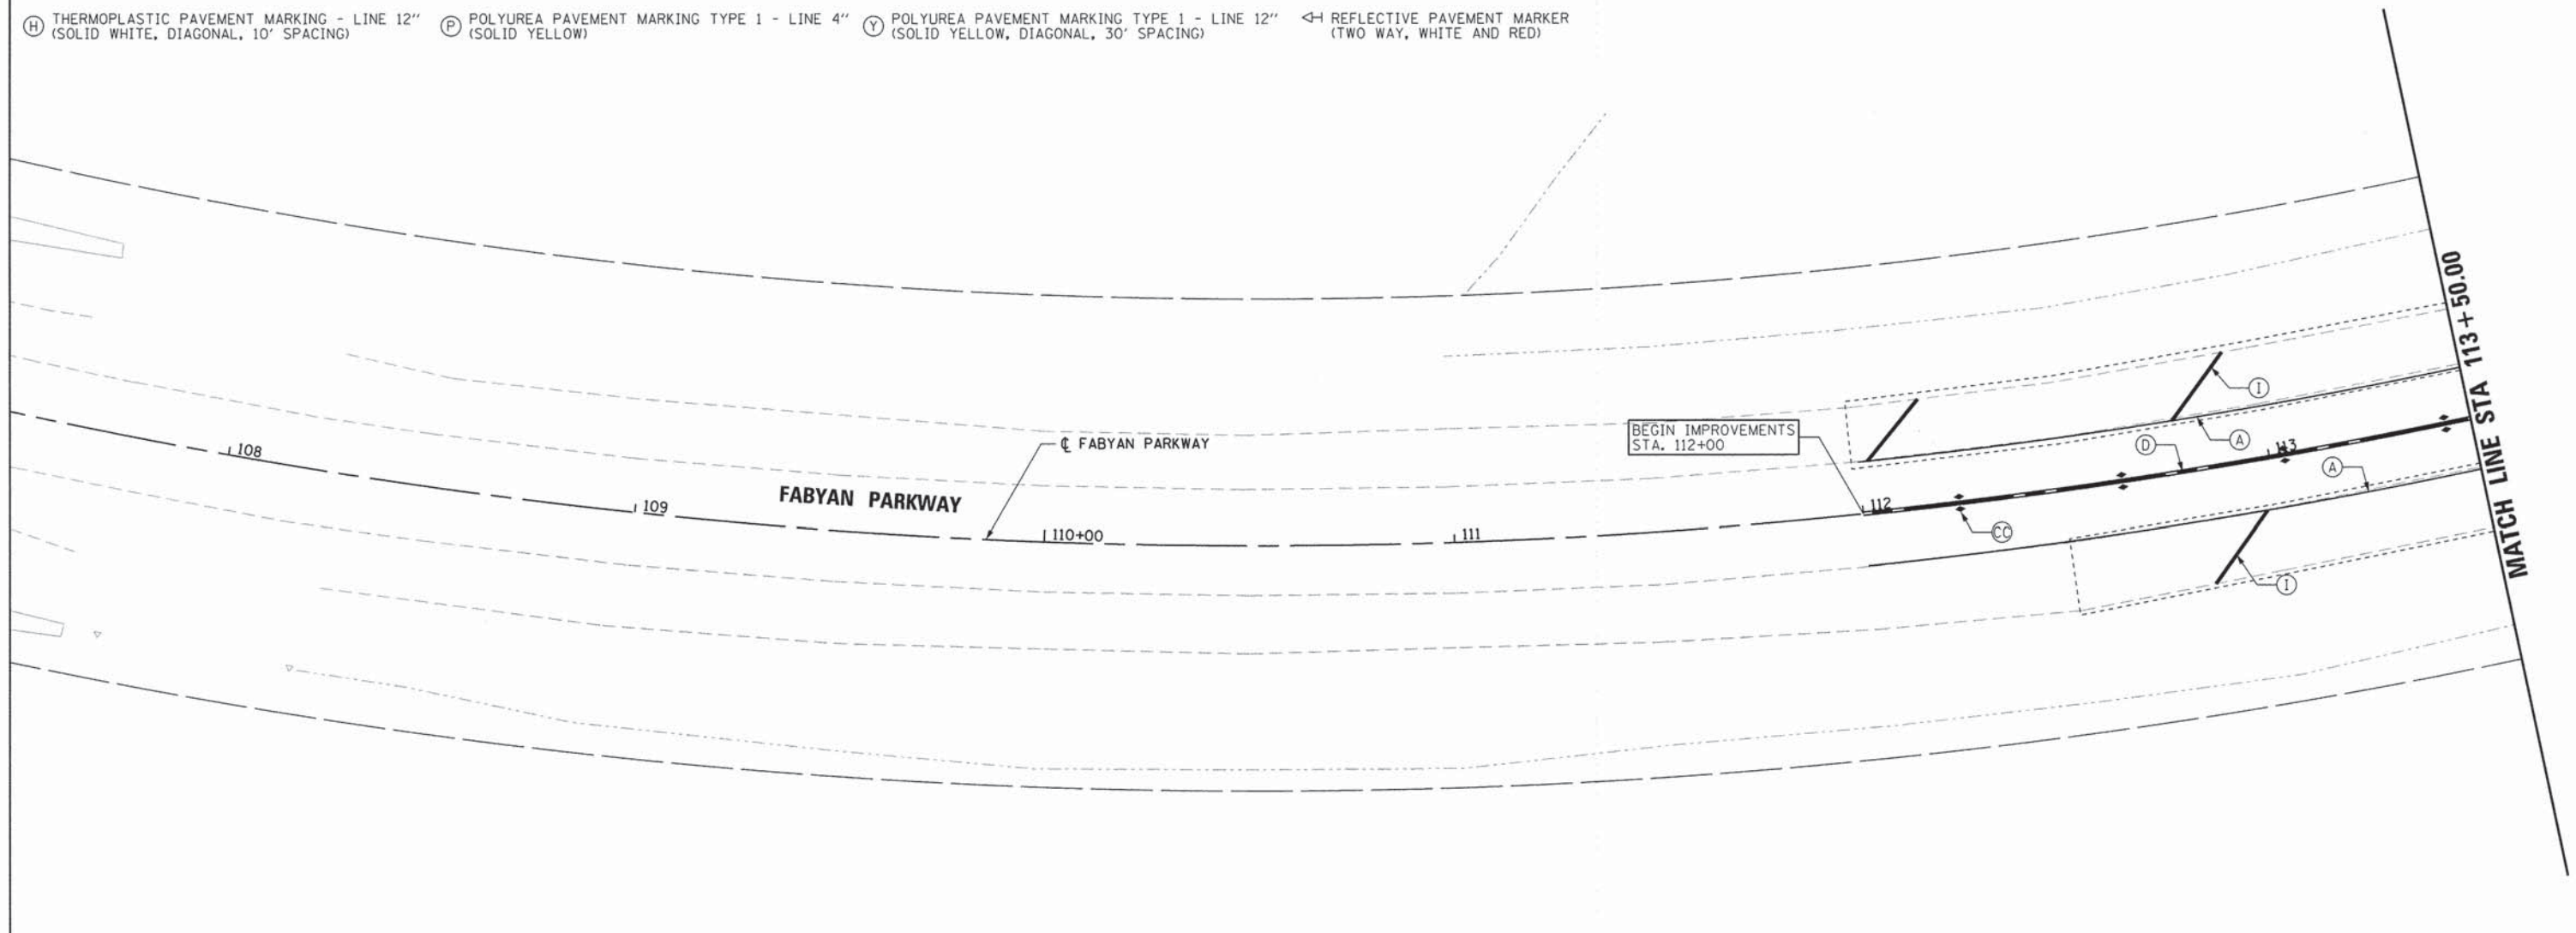 Ⓗ THERMOPLASTIC PAVEMENT MARKING - LINE 12"
(SOLID WHITE, DIAGONAL, 10' SPACING)
Ⓟ POLYUREA PAVEMENT MARKING TYPE 1 - LINE 4"
(SOLID YELLOW)
Ⓨ POLYUREA PAVEMENT MARKING TYPE 1 - LINE 12"
(SOLID YELLOW, DIAGONAL, 30' SPACING)
REFLECTIVE PAVEMENT MARKER
(TWO WAY, WHITE AND RED)
MATCH LINE STA 113+50.00
I
BEGIN IMPROVEMENTS
STA. 112+00
A
D
113
A
℄ FABYAN PARKWAY
108
FABYAN PARKWAY
109
110+00
111
112
CC
I